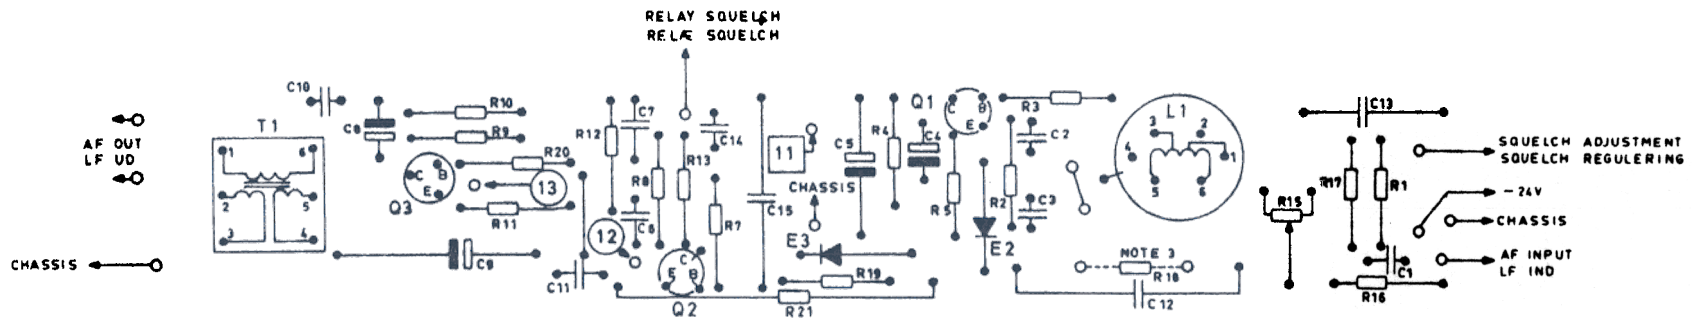 RELAY SQUELCH
RELÆ SQUELCH
AF OUT
LF UD
CHASSIS
T1
1
6
2
5
3
4
C10
C8
R10
R9
R20
C
B
E
Q3
13
R11
C9
C11
R12
C7
12
C6
R8
R13
C14
R7
C
E
B
Q2
C15
11
CHASSIS
E3
R19
R21
C5
R4
C4
Q1
C
B
E
R5
R3
C2
R2
C3
E2
L1
3
2
4
1
5
6
NOTE 3
R18
C12
C13
R15
R17
R1
C1
R16
SQUELCH ADJUSTMENT
SQUELCH REGULERING
-24V
CHASSIS
AF INPUT
LF IND